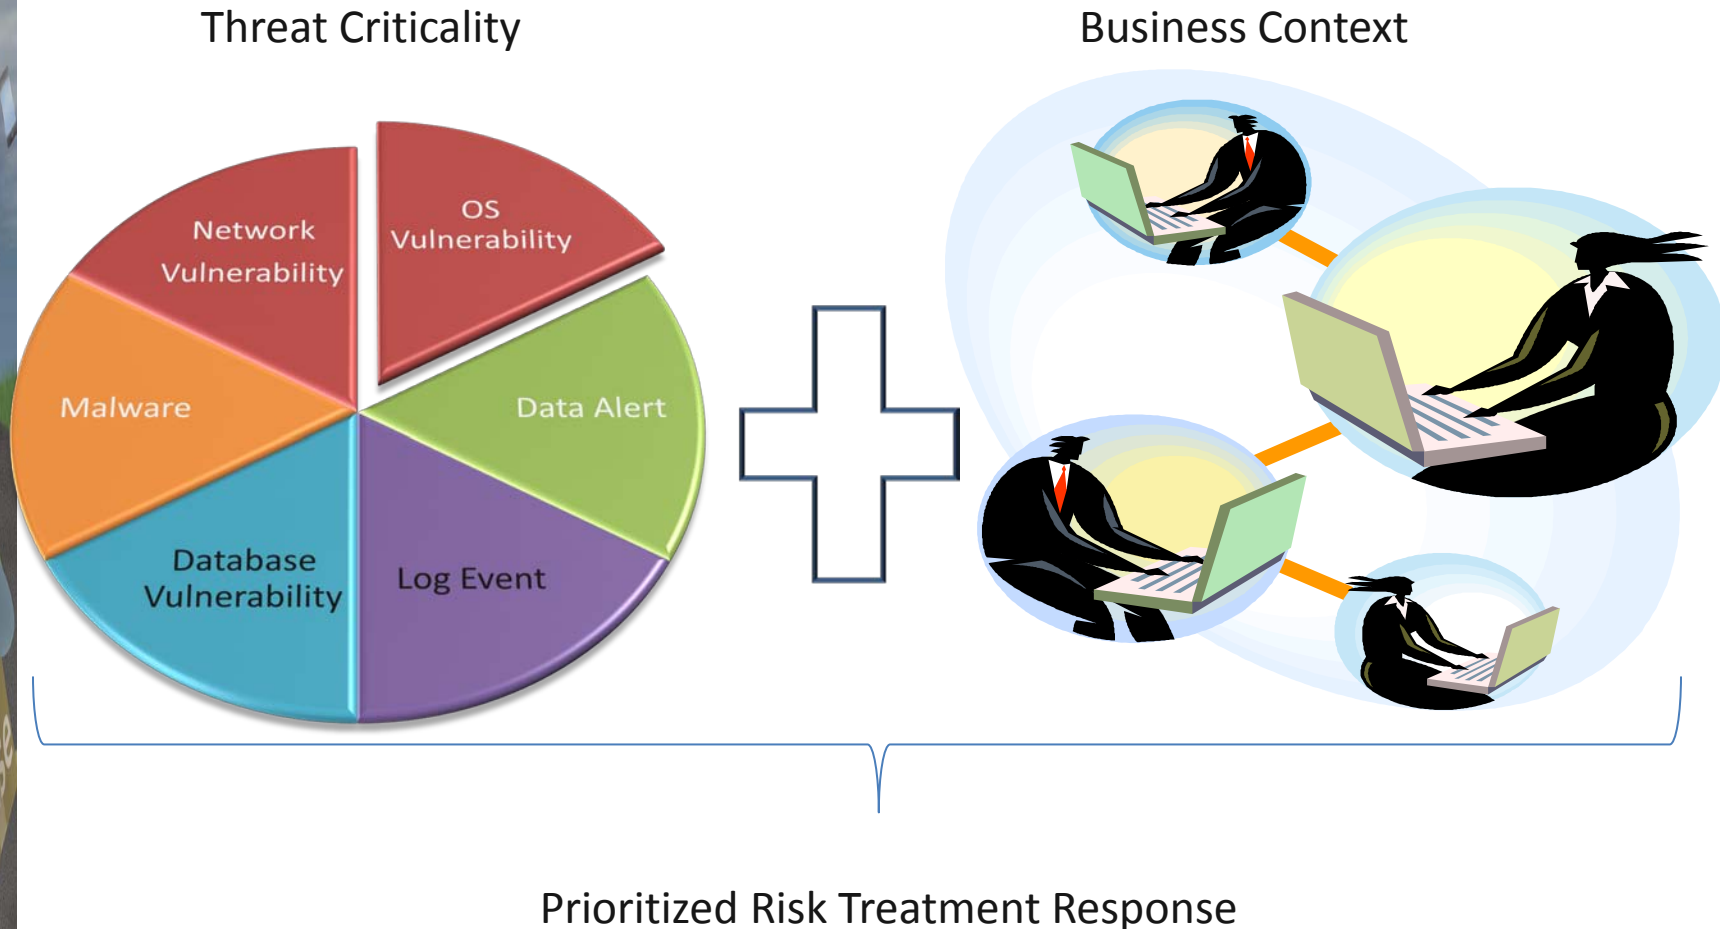 Threat Criticality
Business Context
OS
Vulnerability
Network
Vulnerability
Malware
Data Alert
Database
Vulnerability
Log Event
Prioritized Risk Treatment Response